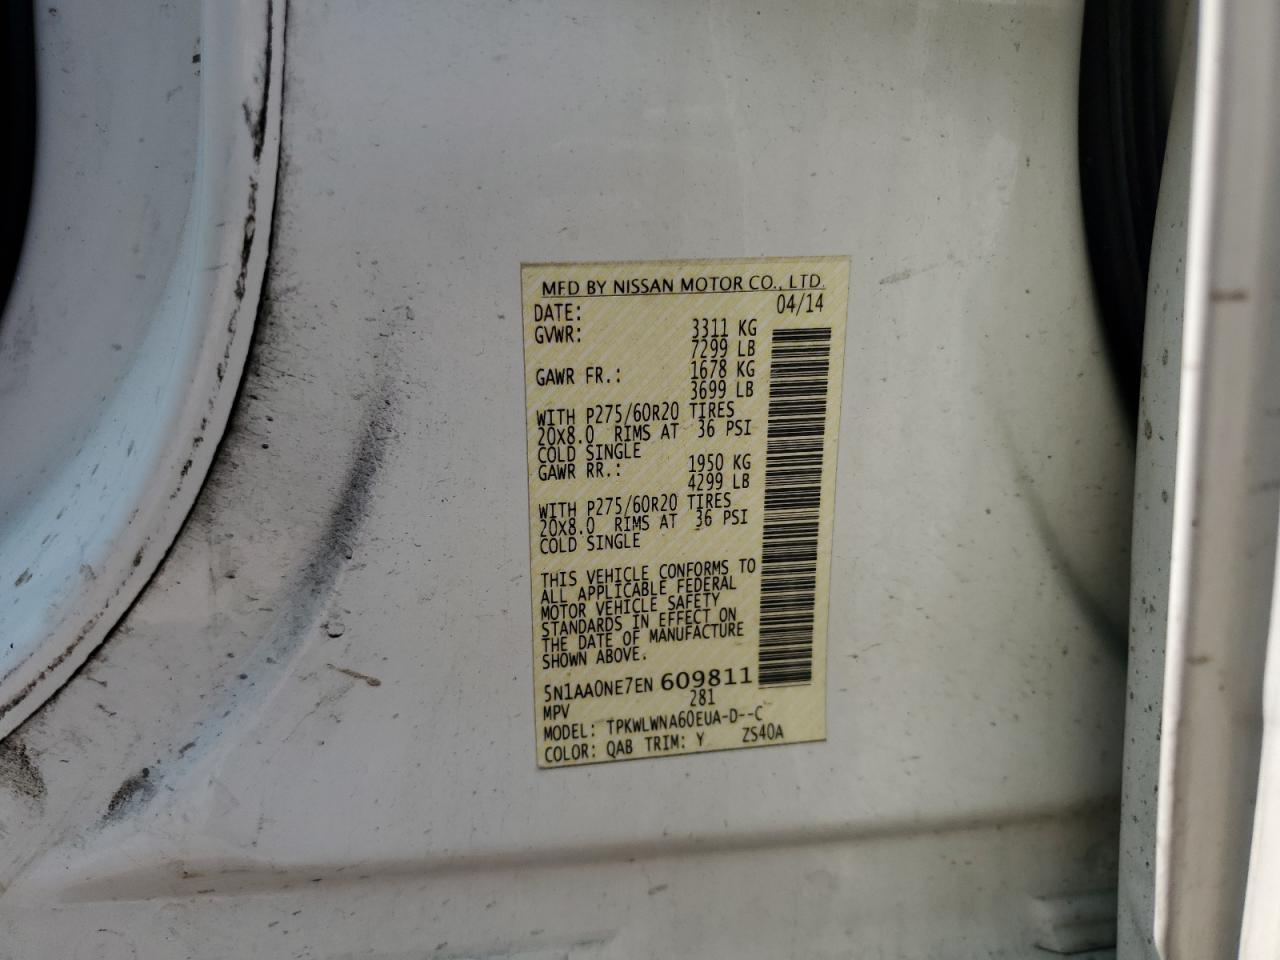 MFD BY NISSAN MOTOR CO., LTD.
DATE: 04/14
GVWR: 3311 KG
7299 LB
GAWR FR.: 1678 KG
3699 LB
WITH P275/60R20 TIRES
20X8.0 RIMS AT 36 PSI
COLD SINGLE
GAWR RR.: 1950 KG
4299 LB
WITH P275/60R20 TIRES
20X8.0 RIMS AT 36 PSI
COLD SINGLE
THIS VEHICLE CONFORMS TO
ALL APPLICABLE FEDERAL
MOTOR VEHICLE SAFETY
STANDARDS IN EFFECT ON
THE DATE OF MANUFACTURE
SHOWN ABOVE.
5N1AA0NE7EN 609811
MPV 281
MODEL: TPKWLWNA60EUA-D--C
COLOR: QAB TRIM: Y ZS40A